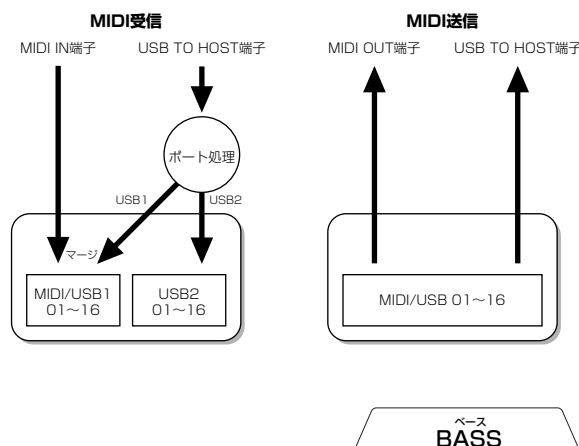 MIDI受信
MIDI IN端子
USB TO HOST端子
ポート処理
USB1
USB2
マージ
MIDI/USB1
01～16
USB2
01～16
MIDI送信
MIDI OUT端子
USB TO HOST端子
MIDI/USB 01～16
ベース
BASS